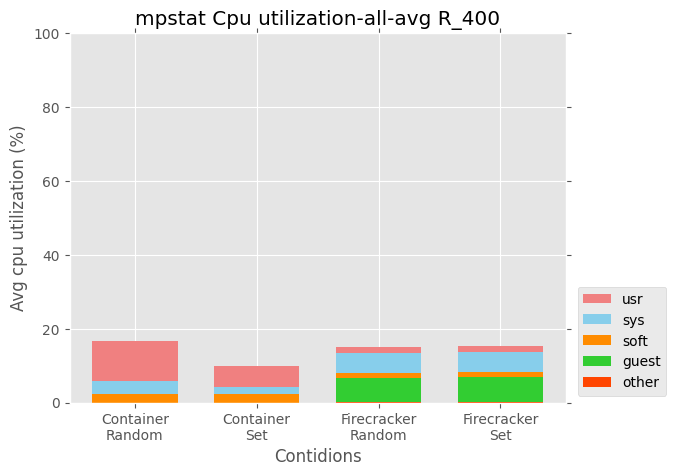 mpstat Cpu utilization-all-avg R_400
Avg cpu utilization (%)
100
80
60
40
20
0
Container
Random
Container
Set
Firecracker
Random
Firecracker
Set
Contidions
usr
sys
soft
guest
other